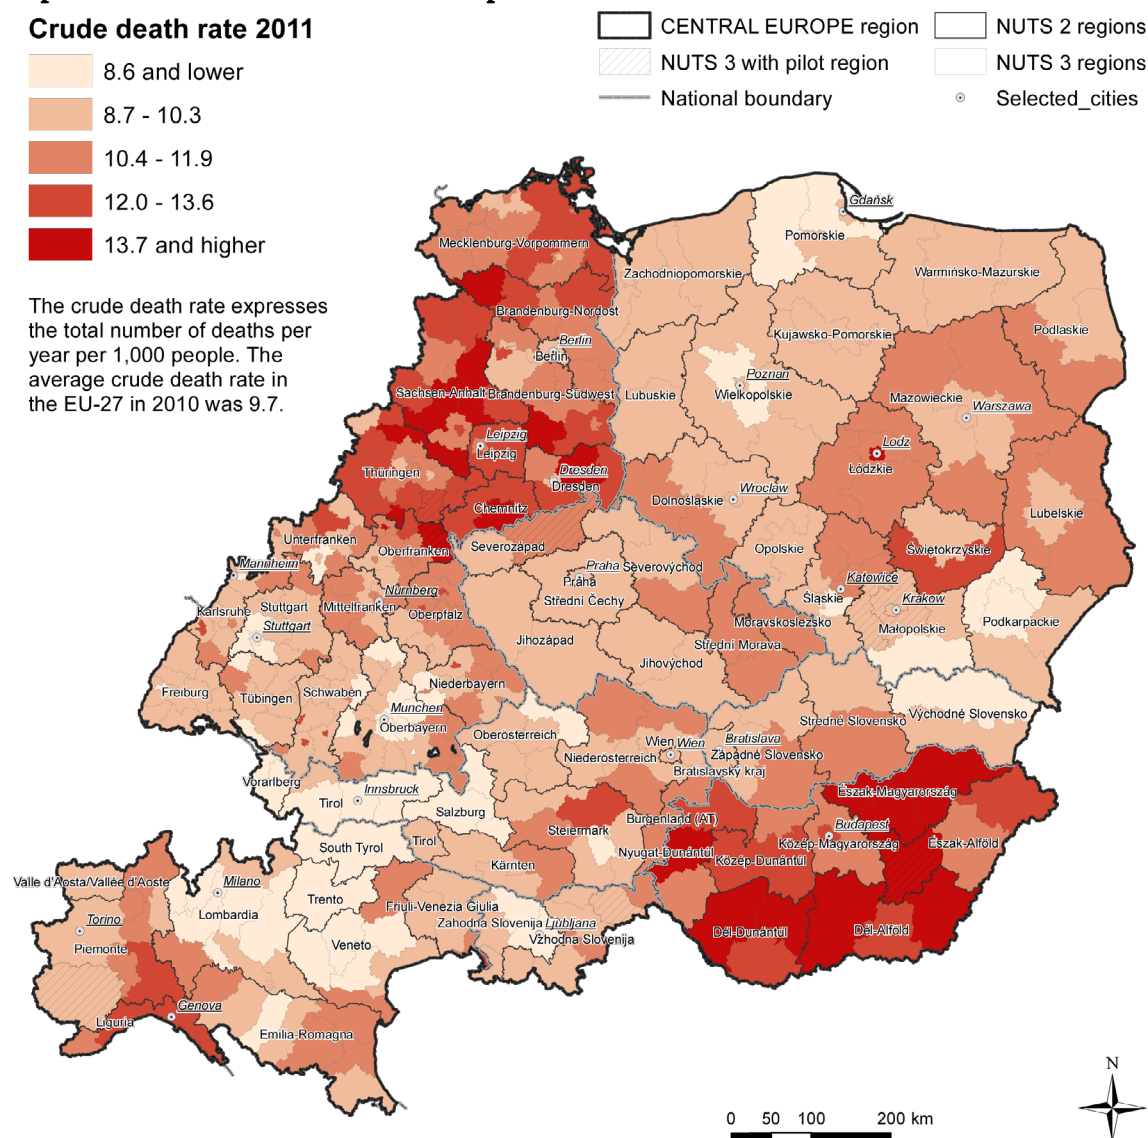 Crude death rate 2011
8.6 and lower
8.7 - 10.3
10.4 - 11.9
12.0 - 13.6
13.7 and higher
CENTRAL EUROPE region
NUTS 3 with pilot region
National boundary
NUTS 2 regions
NUTS 3 regions
Selected_cities
The crude death rate expresses
the total number of deaths per
year per 1,000 people. The
average crude death rate in
the EU-27 in 2010 was 9.7.
Gdańsk
Pomorskie
Mecklenburg-Vorpommern
Zachodniopomorskie
Warmińsko-Mazurskie
Brandenburg-Nordost
Kujawsko-Pomorskie
Podlaskie
Berlin
Berlin
Poznań
Wielkopolskie
Sachsen-Anhalt
Brandenburg-Südwest
Lubuskie
Mazowieckie
Warszawa
Leipzig
Leipzig
Lodz
Łódzkie
Thüringen
Dresden
Dresden
Wroclaw
Dolnośląskie
Chemnitz
Lubelskie
Unterfranken
Oberfranken
Severozápad
Opolskie
Świętokrzyskie
Mannheim
Praha
Severovýchod
Praha
Katowice
Nürnberg
Śląskie
Krakow
Karlsruhe
Stuttgart
Mittelfranken
Oberpfalz
Střední Čechy
Stuttgart
Moravskoslezsko
Małopolskie
Podkarpackie
Jihozápad
Střední Morava
Jihovýchod
Freiburg
Tübingen
Schwaben
Niederbayern
Munchen
Oberbayern
Oberösterreich
Stredné Slovensko
Východné Slovensko
Wien
Wien
Bratislava
Niederösterreich
Západné Slovensko
Bratislavský kraj
Vorarlberg
Innsbruck
Tirol
Salzburg
Észak-Magyarország
Steiermark
Burgenland (AT)
Budapest
South Tyrol
Tirol
Nyugat-Dunántúl
Közép-Dunántúl
Közép-Magyarország
Észak-Alföld
Kärnten
Valle d'Aosta/Vallée d'Aoste
Milano
Trento
Lombardia
Friuli-Venezia Giulia
Torino
Zahodna Slovenija
Ljubljana
Piemonte
Veneto
Vzhodna Slovenija
Dél-Dunántúl
Dél-Alföld
Genova
Liguria
Emilia-Romagna
N
0 50 100 200 km